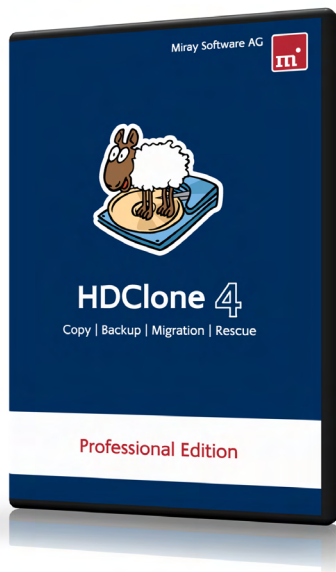 Miray Software AG
m
HDClone 4
Copy | Backup | Migration | Rescue
Professional Edition